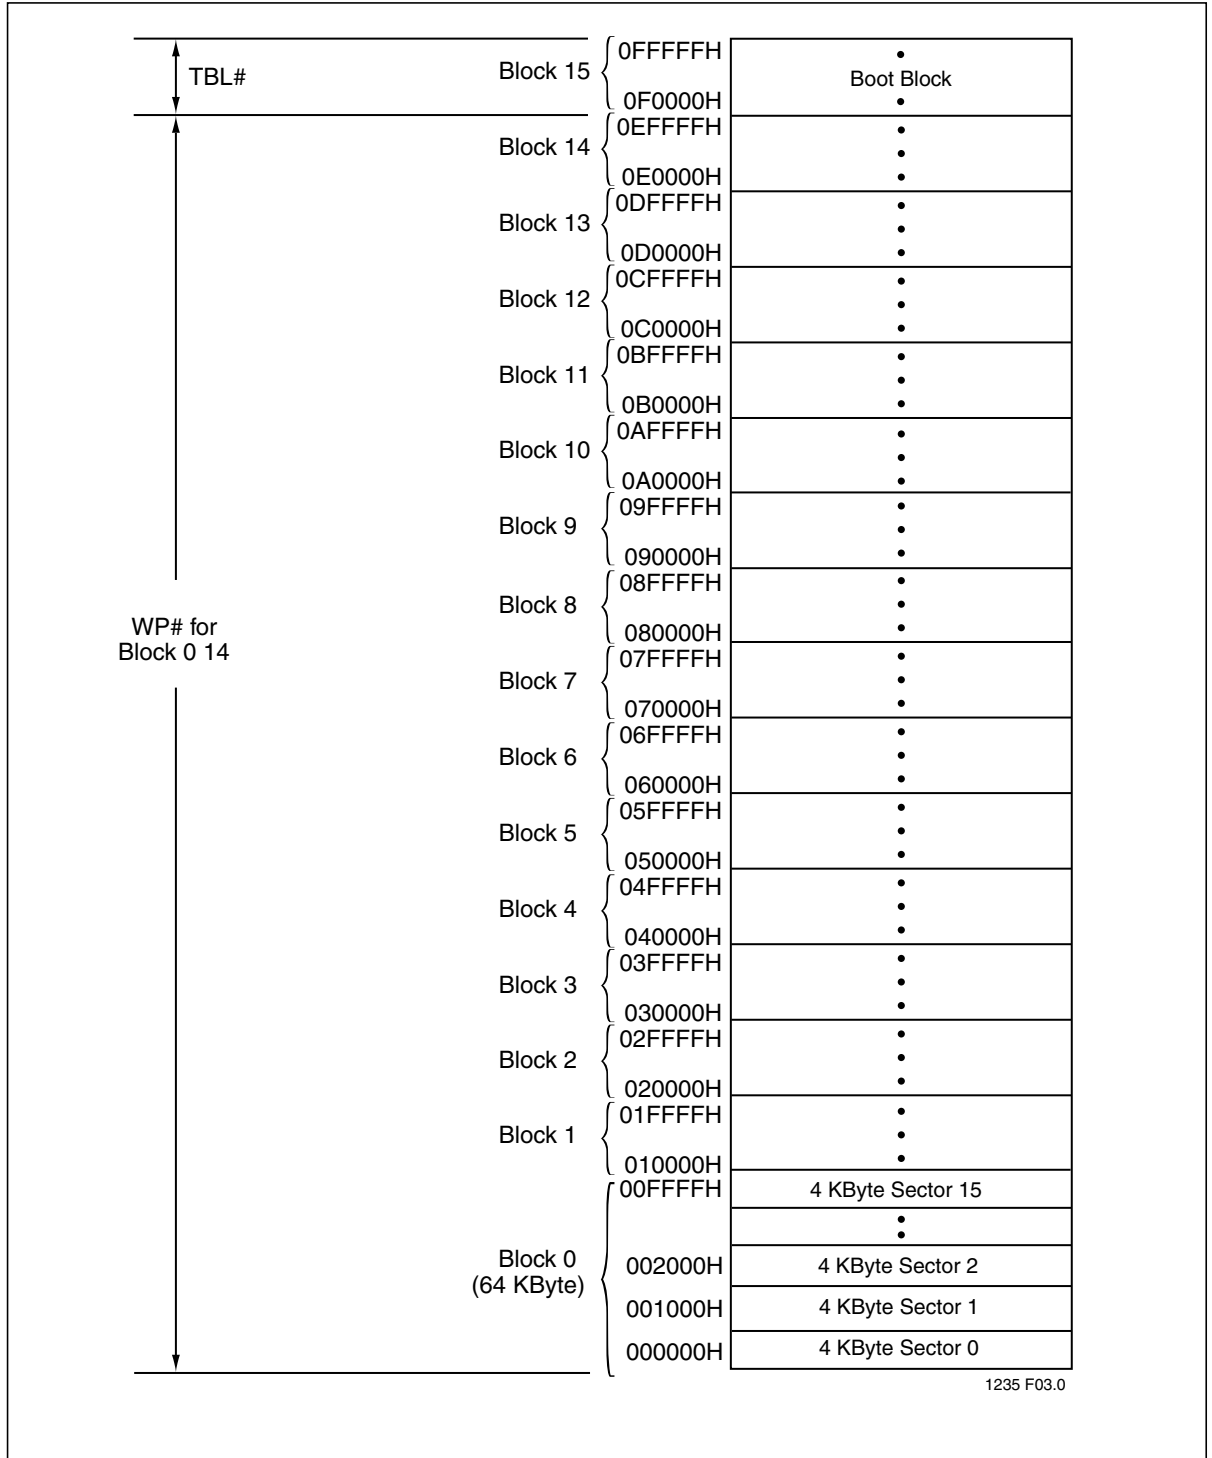 TBL#
Block 15
0FFFFFH
0F0000H
Boot Block
Block 14
0EFFFFH
0E0000H
Block 13
0DFFFFH
0D0000H
Block 12
0CFFFFH
0C0000H
Block 11
0BFFFFH
0B0000H
Block 10
0AFFFFH
0A0000H
Block 9
09FFFFH
090000H
Block 8
08FFFFH
080000H
WP# for
Block 0 14
Block 7
07FFFFH
070000H
Block 6
06FFFFH
060000H
Block 5
05FFFFH
050000H
Block 4
04FFFFH
040000H
Block 3
03FFFFH
030000H
Block 2
02FFFFH
020000H
Block 1
01FFFFH
010000H
Block 0
(64 KByte)
00FFFFH
4 KByte Sector 15
002000H
4 KByte Sector 2
001000H
4 KByte Sector 1
000000H
4 KByte Sector 0
1235 F03.0